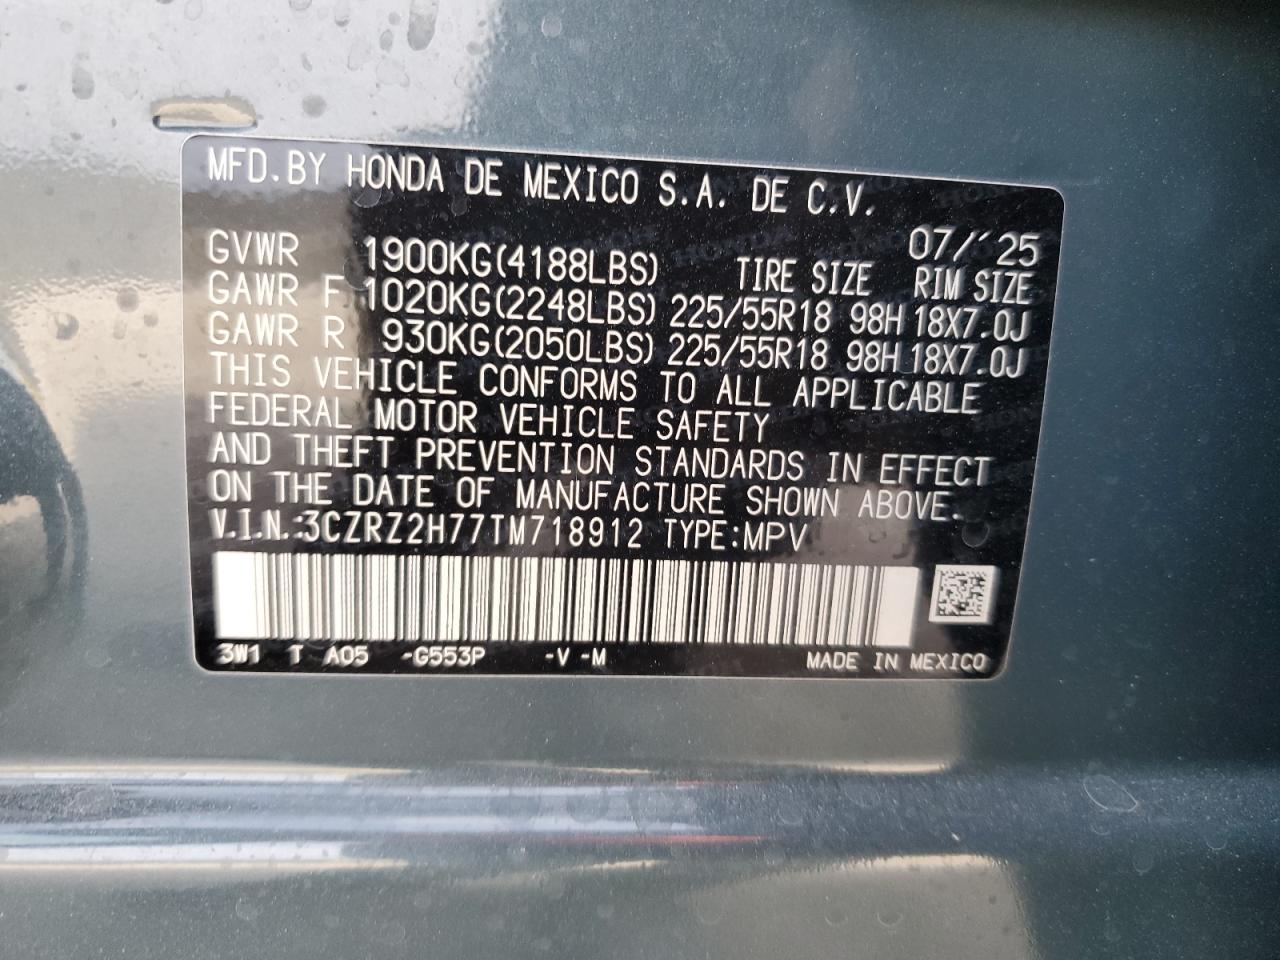 MFD.BY HONDA DE MEXICO S.A. DE C.V.
07/'25
GVWR 1900KG(4188LBS) TIRE SIZE RIM SIZE
GAWR F 1020KG(2248LBS) 225/55R18 98H 18X7.0J
GAWR R 930KG(2050LBS) 225/55R18 98H 18X7.0J
THIS VEHICLE CONFORMS TO ALL APPLICABLE
FEDERAL MOTOR VEHICLE SAFETY
AND THEFT PREVENTION STANDARDS IN EFFECT
ON THE DATE OF MANUFACTURE SHOWN ABOVE.
V.I.N.:3CZRZ2H77TM718912 TYPE:MPV
3W1 T A05 -G553P -V -M MADE IN MEXICO